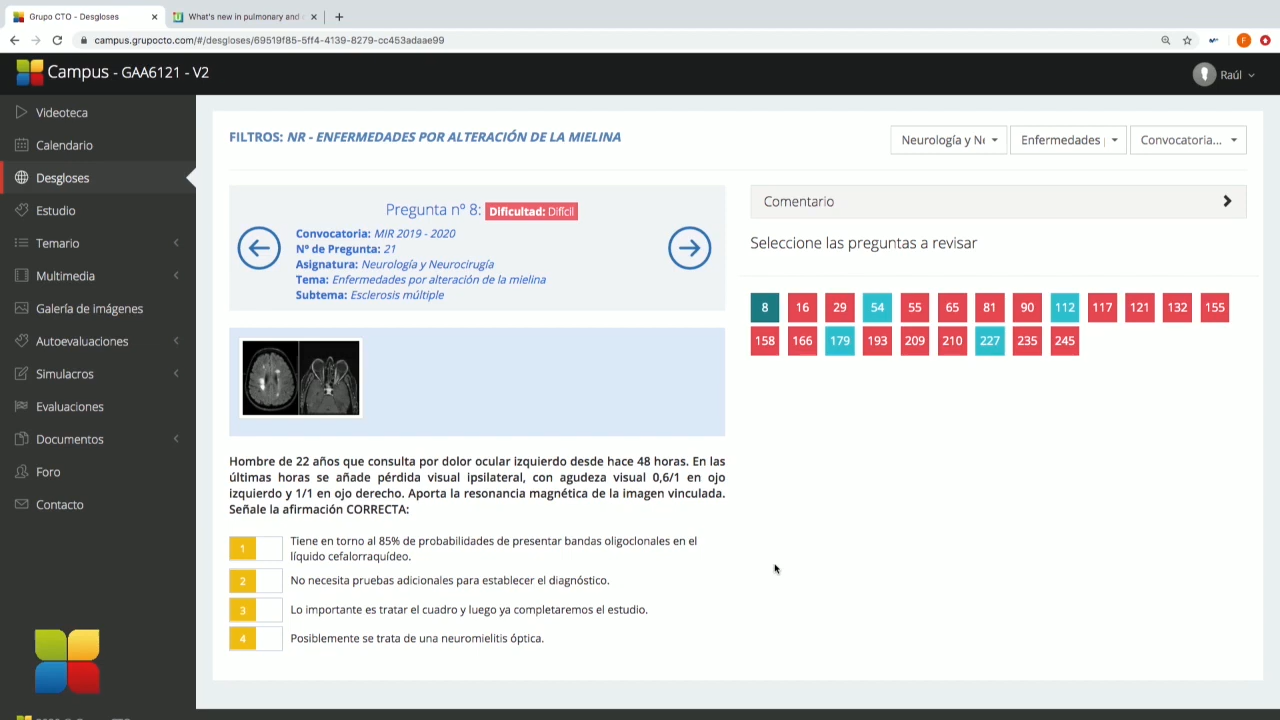 Grupo CTO - Desgloses
What's new in pulmonary and
campus.grupocto.com/#/desgloses/69519f85-5ff4-4139-8279-cc453adaae99
F
Campus - GAA6121 - V2
Raúl
Videoteca
Calendario
Desgloses
Estudio
Temario
Multimedia
Galería de imágenes
Autoevaluaciones
Simulacros
Evaluaciones
Documentos
Foro
Contacto
FILTROS: NR - ENFERMEDADES POR ALTERACIÓN DE LA MIELINA
Neurología y Ne
Enfermedades
Convocatoria...
Pregunta nº 8: Dificultad: Difícil
Convocatoria: MIR 2019 - 2020
Nº de Pregunta: 21
Asignatura: Neurología y Neurocirugía
Tema: Enfermedades por alteración de la mielina
Subtema: Esclerosis múltiple
Hombre de 22 años que consulta por dolor ocular izquierdo desde hace 48 horas. En las
últimas horas se añade pérdida visual ipsilateral, con agudeza visual 0,6/1 en ojo
izquierdo y 1/1 en ojo derecho. Aporta la resonancia magnética de la imagen vinculada.
Señale la afirmación CORRECTA:
1 Tiene en torno al 85% de probabilidades de presentar bandas oligoclonales en el
líquido cefalorraquídeo.
2 No necesita pruebas adicionales para establecer el diagnóstico.
3 Lo importante es tratar el cuadro y luego ya completaremos el estudio.
4 Posiblemente se trata de una neuromielitis óptica.
Comentario
Seleccione las preguntas a revisar
8 16 29 54 55 65 81 90 112 117 121 132 155
158 166 179 193 209 210 227 235 245